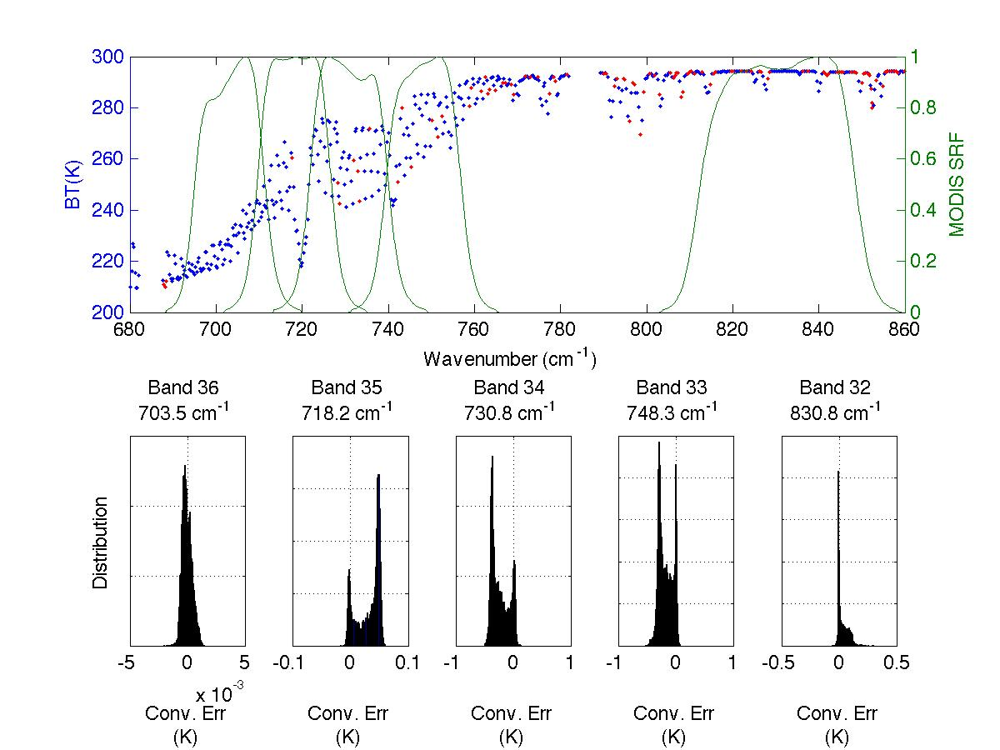 300
280
260
240
220
200
BT(K)
1
0.8
0.6
0.4
0.2
0
MODIS SRF
680 700 720 740 760 780 800 820 840 860
Wavenumber (cm⁻¹)
Band 36 Band 35 Band 34 Band 33 Band 32
703.5 cm⁻¹ 718.2 cm⁻¹ 730.8 cm⁻¹ 748.3 cm⁻¹ 830.8 cm⁻¹
Distribution
-5 0 5 -0.1 0 0.1 -1 0 1 -1 0 1 -0.5 0 0.5
x 10⁻³
Conv. Err Conv. Err Conv. Err Conv. Err Conv. Err
(K) (K) (K) (K) (K)